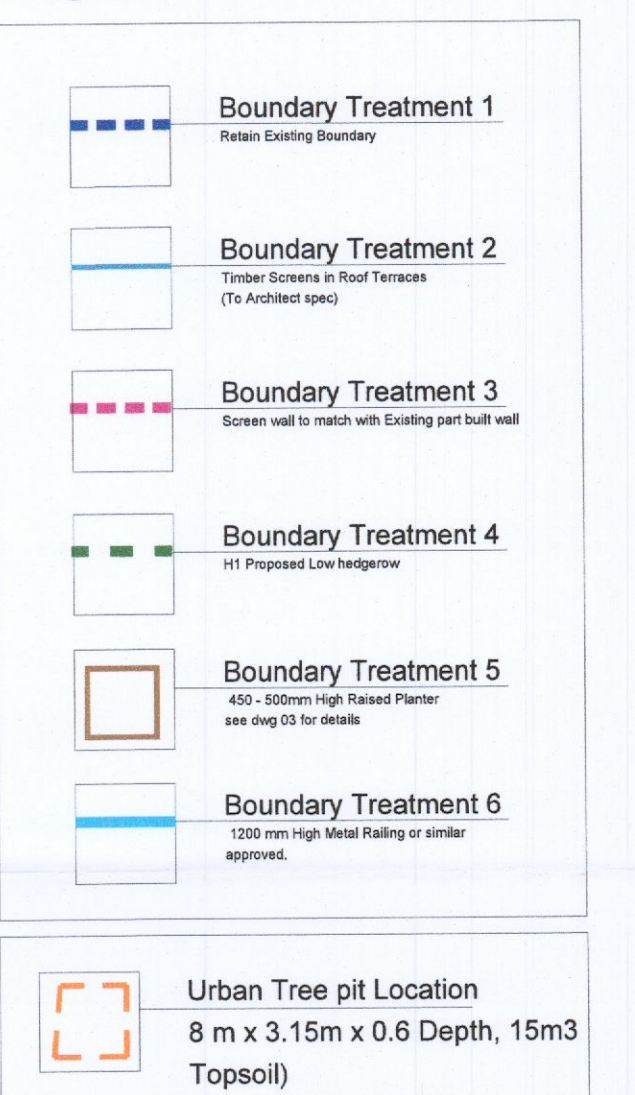 Boundary Treatment 1
Retain Existing Boundary
Boundary Treatment 2
Timber Screens in Roof Terraces
(To Architect spec)
Boundary Treatment 3
Screen wall to match with Existing part built wall
Boundary Treatment 4
H1 Proposed Low hedgerow
Boundary Treatment 5
450 - 500mm High Raised Planter
see dwg 03 for details
Boundary Treatment 6
1200 mm High Metal Railing or similar
approved.
Urban Tree pit Location
8 m x 3.15m x 0.6 Depth, 15m3
Topsoil)